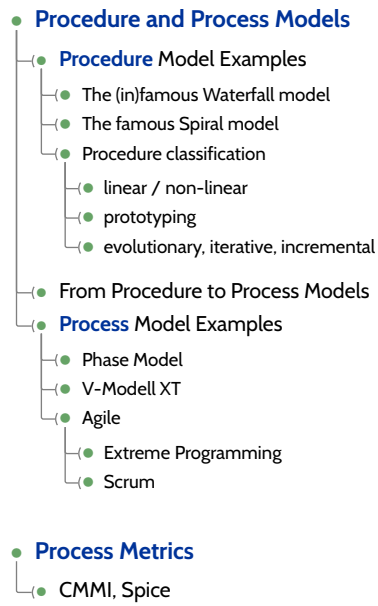 Procedure and Process Models
Procedure Model Examples
The (in)famous Waterfall model
The famous Spiral model
Procedure classification
linear / non-linear
prototyping
evolutionary, iterative, incremental
From Procedure to Process Models
Process Model Examples
Phase Model
V-Modell XT
Agile
Extreme Programming
Scrum
Process Metrics
CMMI, Spice